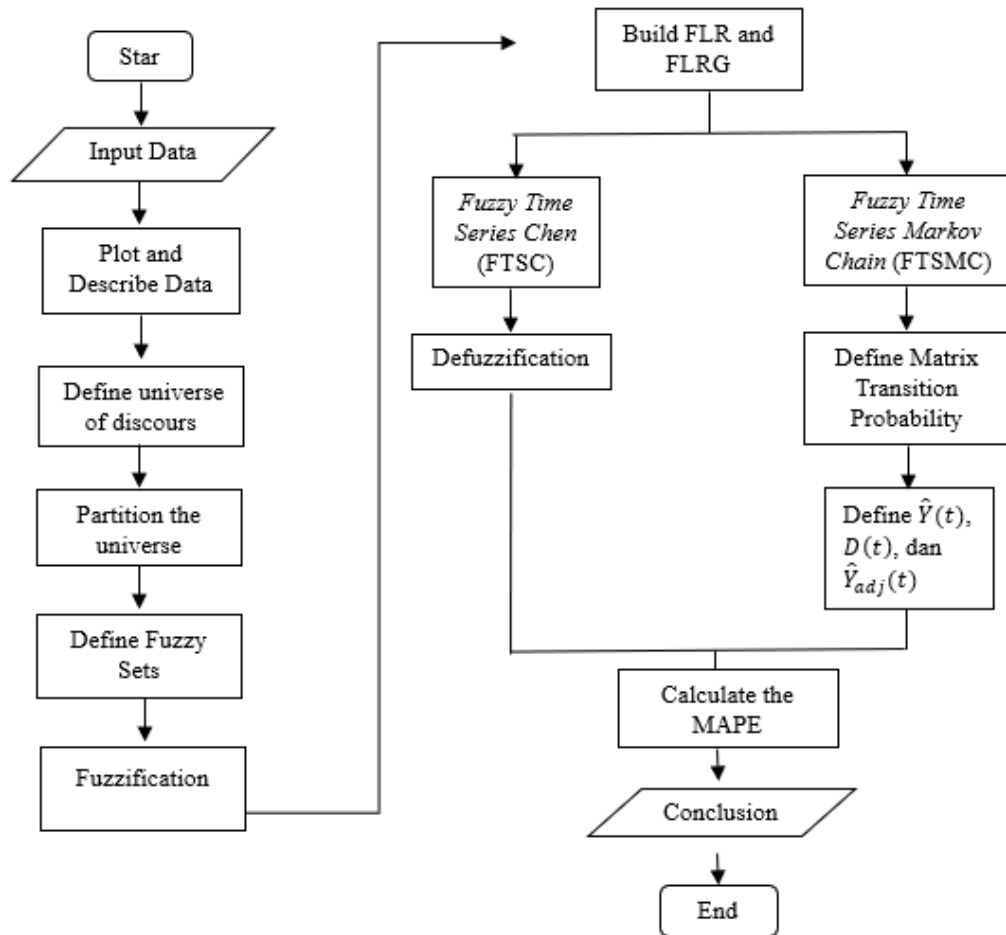 Star
Input Data
Plot and
Describe Data
Define universe
of discours
Partition the
universe
Define Fuzzy
Sets
Fuzzification
Build FLR and
FLRG
Fuzzy Time
Series Chen
(FTSC)
Defuzzification
Fuzzy Time
Series Markov
Chain (FTSMC)
Define Matrix
Transition
Probability
Define Ŷ(t),
D(t), dan
Ŷ_adj(t)
Calculate the
MAPE
Conclusion
End